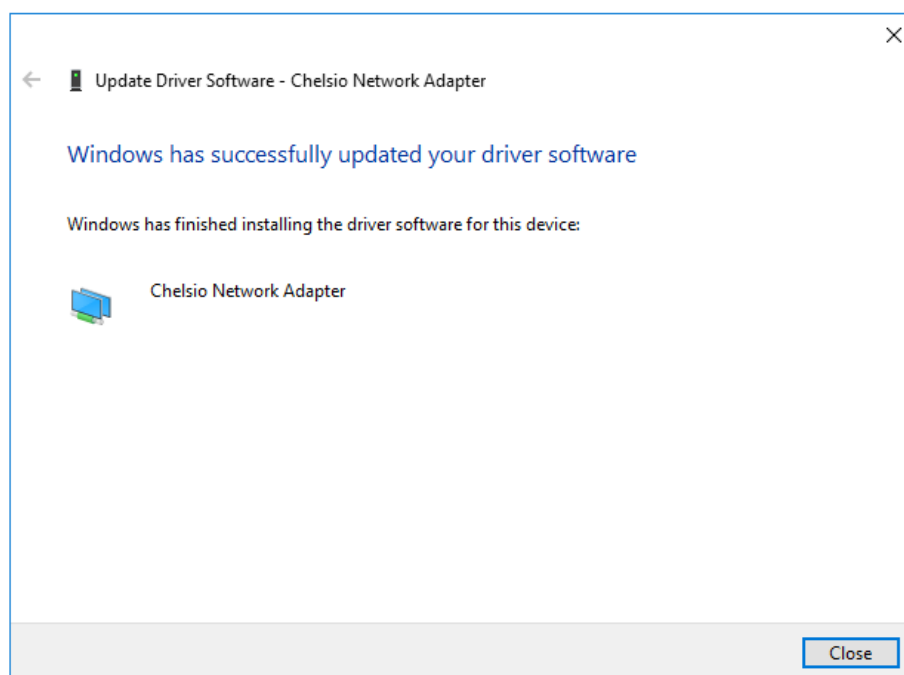 Update Driver Software - Chelsio Network Adapter
Windows has successfully updated your driver software
Windows has finished installing the driver software for this device:
Chelsio Network Adapter
Close